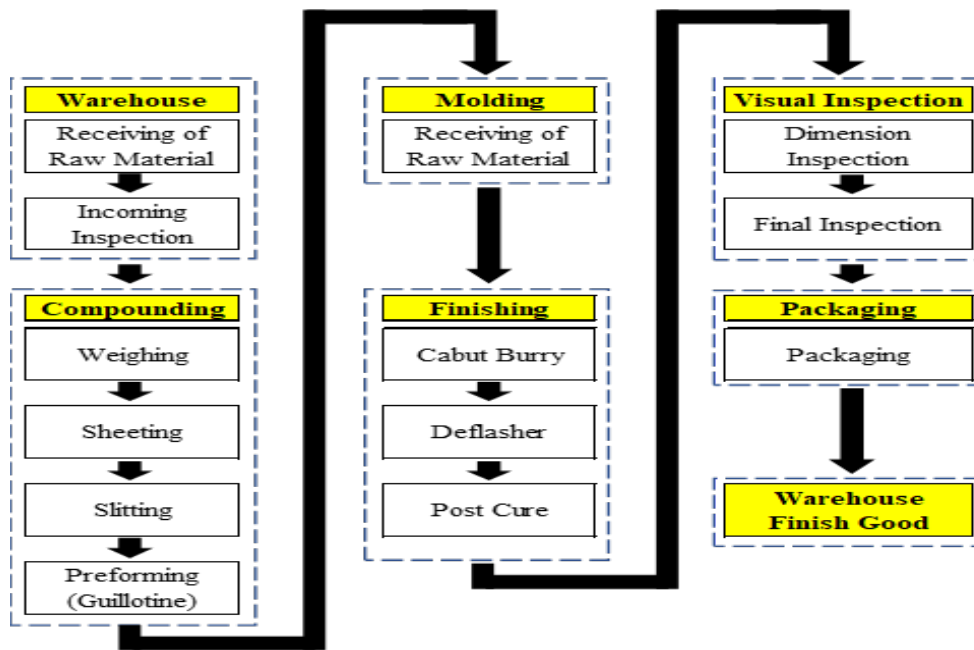 Warehouse
Receiving of
Raw Material
Incoming
Inspection
Compounding
Weighing
Sheeting
Slitting
Preforming
(Guillotine)
Molding
Receiving of
Raw Material
Finishing
Cabut Burry
Deflasher
Post Cure
Visual Inspection
Dimension
Inspection
Final Inspection
Packaging
Packaging
Warehouse
Finish Good